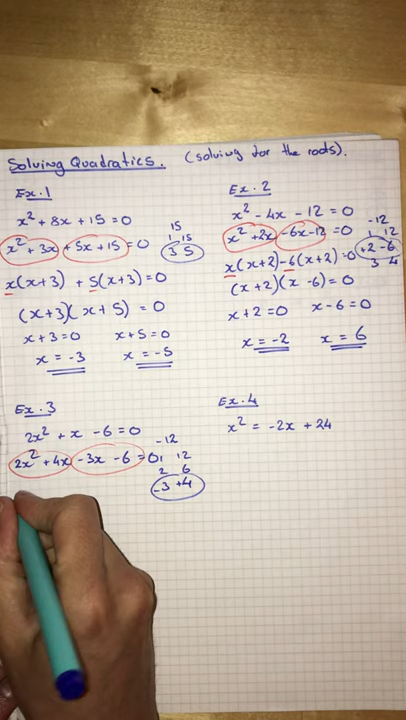 Solving Quadratics. (solving for the roots).
Ex.1
x² + 8x + 15 = 0
15
1 15
x² + 3x + 5x + 15 = 0
3 5
x(x+3) + 5(x+3) = 0
(x+3)(x+5) = 0
x+3=0 x+5=0
x = -3 x = -5
Ex.2
x² - 4x - 12 = 0
-12
1 12
x² + 2x - 6x - 12 = 0
+2 -6
3 4
x(x+2) - 6(x+2) = 0
(x+2)(x-6) = 0
x+2=0 x-6=0
x = -2 x = 6
Ex.3
2x² + x - 6 = 0
-12
2x² + 4x - 3x - 6 = 0
1 12
2 6
-3 +4
Ex.4
x² = -2x + 24